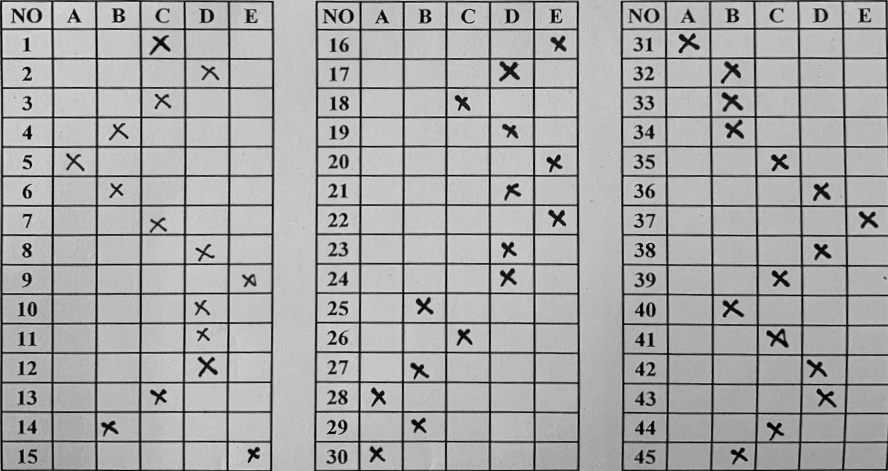 NO A B C D E
1 X
2 X
3 X
4 X
5 X
6 X
7 X
8 X
9 X
10 X
11 X
12 X
13 X
14 X
15 X
NO A B C D E
16 X
17 X
18 X
19 X
20 X
21 X
22 X
23 X
24 X
25 X
26 X
27 X
28 X
29 X
30 X
NO A B C D E
31 X
32 X
33 X
34 X
35 X
36 X
37 X
38 X
39 X
40 X
41 X
42 X
43 X
44 X
45 X